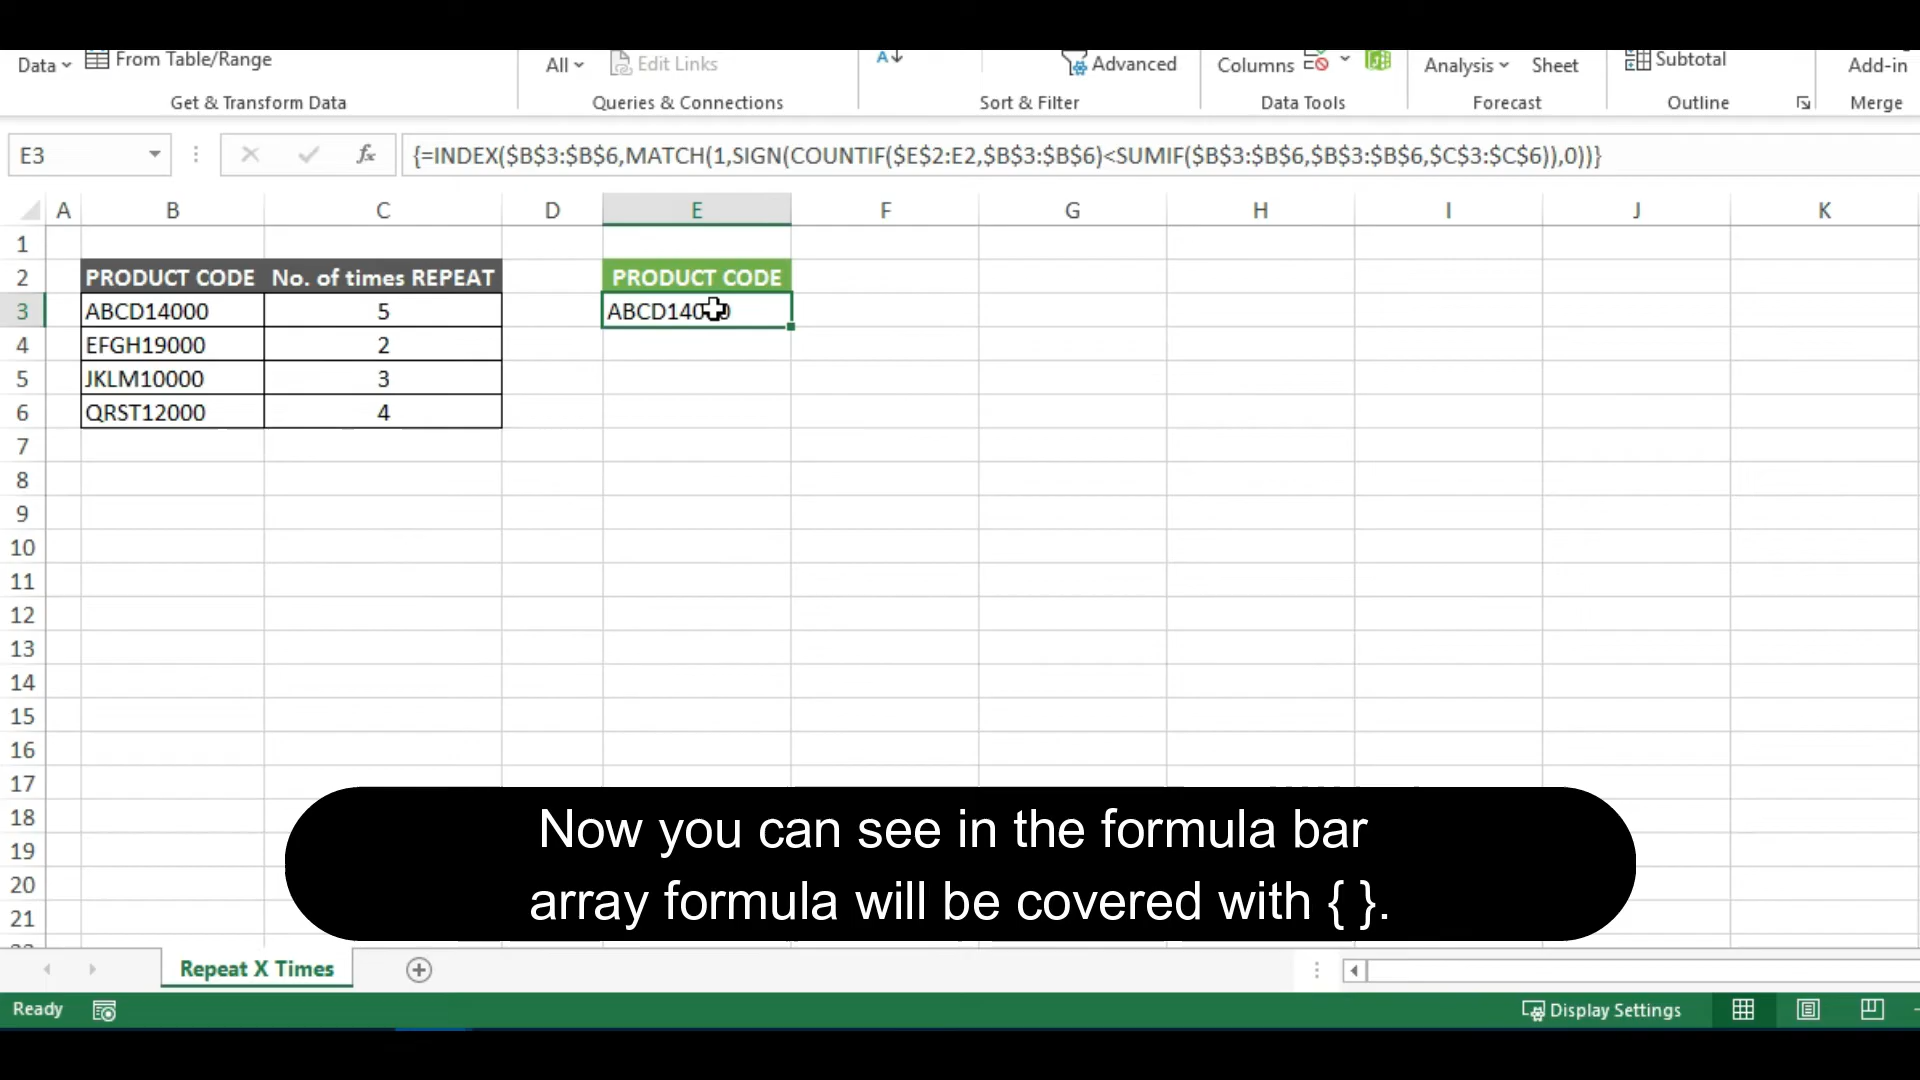 Data From Table/Range All Edit Links Advanced Columns Analysis Sheet Subtotal Add-in
Get & Transform Data Queries & Connections Sort & Filter Data Tools Forecast Outline Merge
E3 fx {=INDEX($B$3:$B$6,MATCH(1,SIGN(COUNTIF($E$2:E2,$B$3:$B$6)<SUMIF($B$3:$B$6,$B$3:$B$6,$C$3:$C$6)),0))}
A B C D E F G H I J K
1
2 PRODUCT CODE No. of times REPEAT PRODUCT CODE
3 ABCD14000 5
4 EFGH19000 2
5 JKLM10000 3
6 QRST12000 4
7
8
9
10
11
12
13
14
15
16
17
18
19
20
21
Now you can see in the formula bar
array formula will be covered with { }.
Repeat X Times
Ready Display Settings